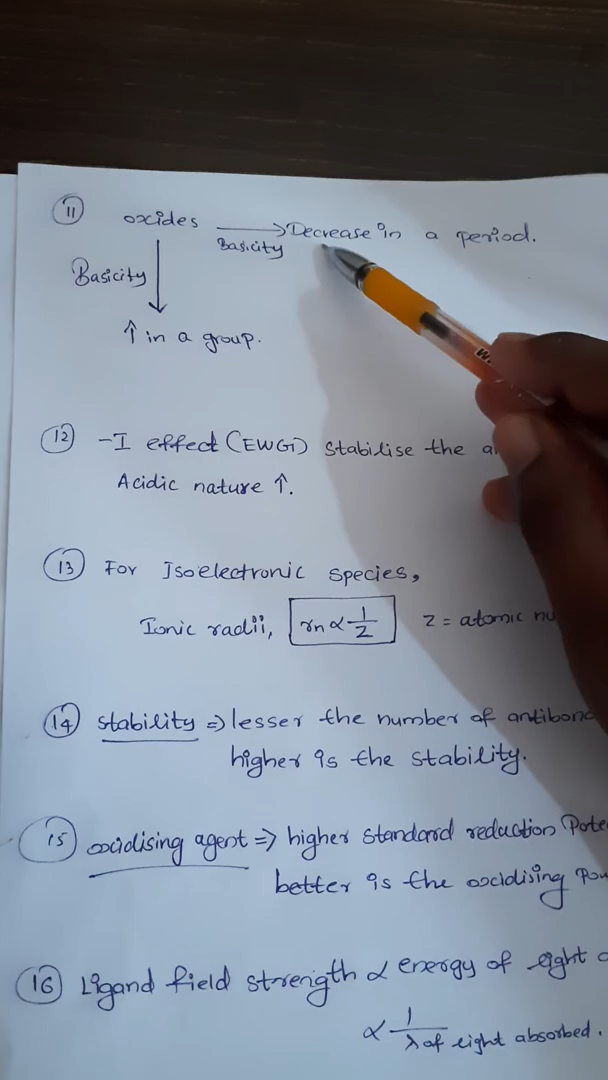 11 oxides → Decrease in a period.
Basicity
Basicity ↓
↑ in a group.
12 -I effect (EWG) stabilise the
Acidic nature ↑.
13 For Isoelectronic species,
Ionic radii, rn ∝ 1/Z Z = atomic
14 stability ⇒ lesser the number of
higher is the stability.
15 oxidising agent ⇒ higher standard reduction
better is the oxidising
16 Ligand field strength ∝ energy of
∝ 1/λ of light absorbed.